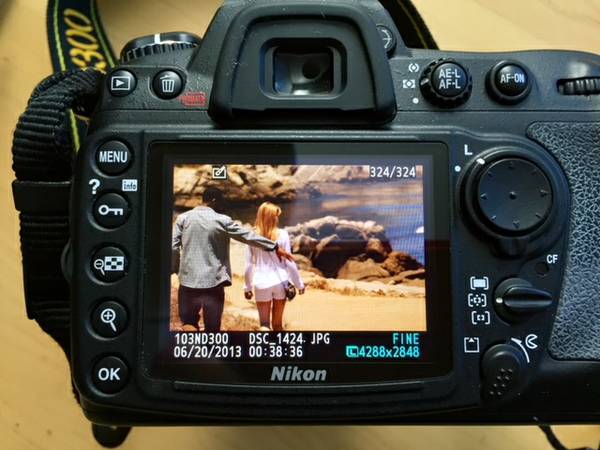 D300
AE-L
AF-L
AF-ON
MENU
? info
L
324/324
CF
103ND300 DSC_1424.JPG FINE
06/20/2013 00:38:36 L4288x2848
OK
Nikon